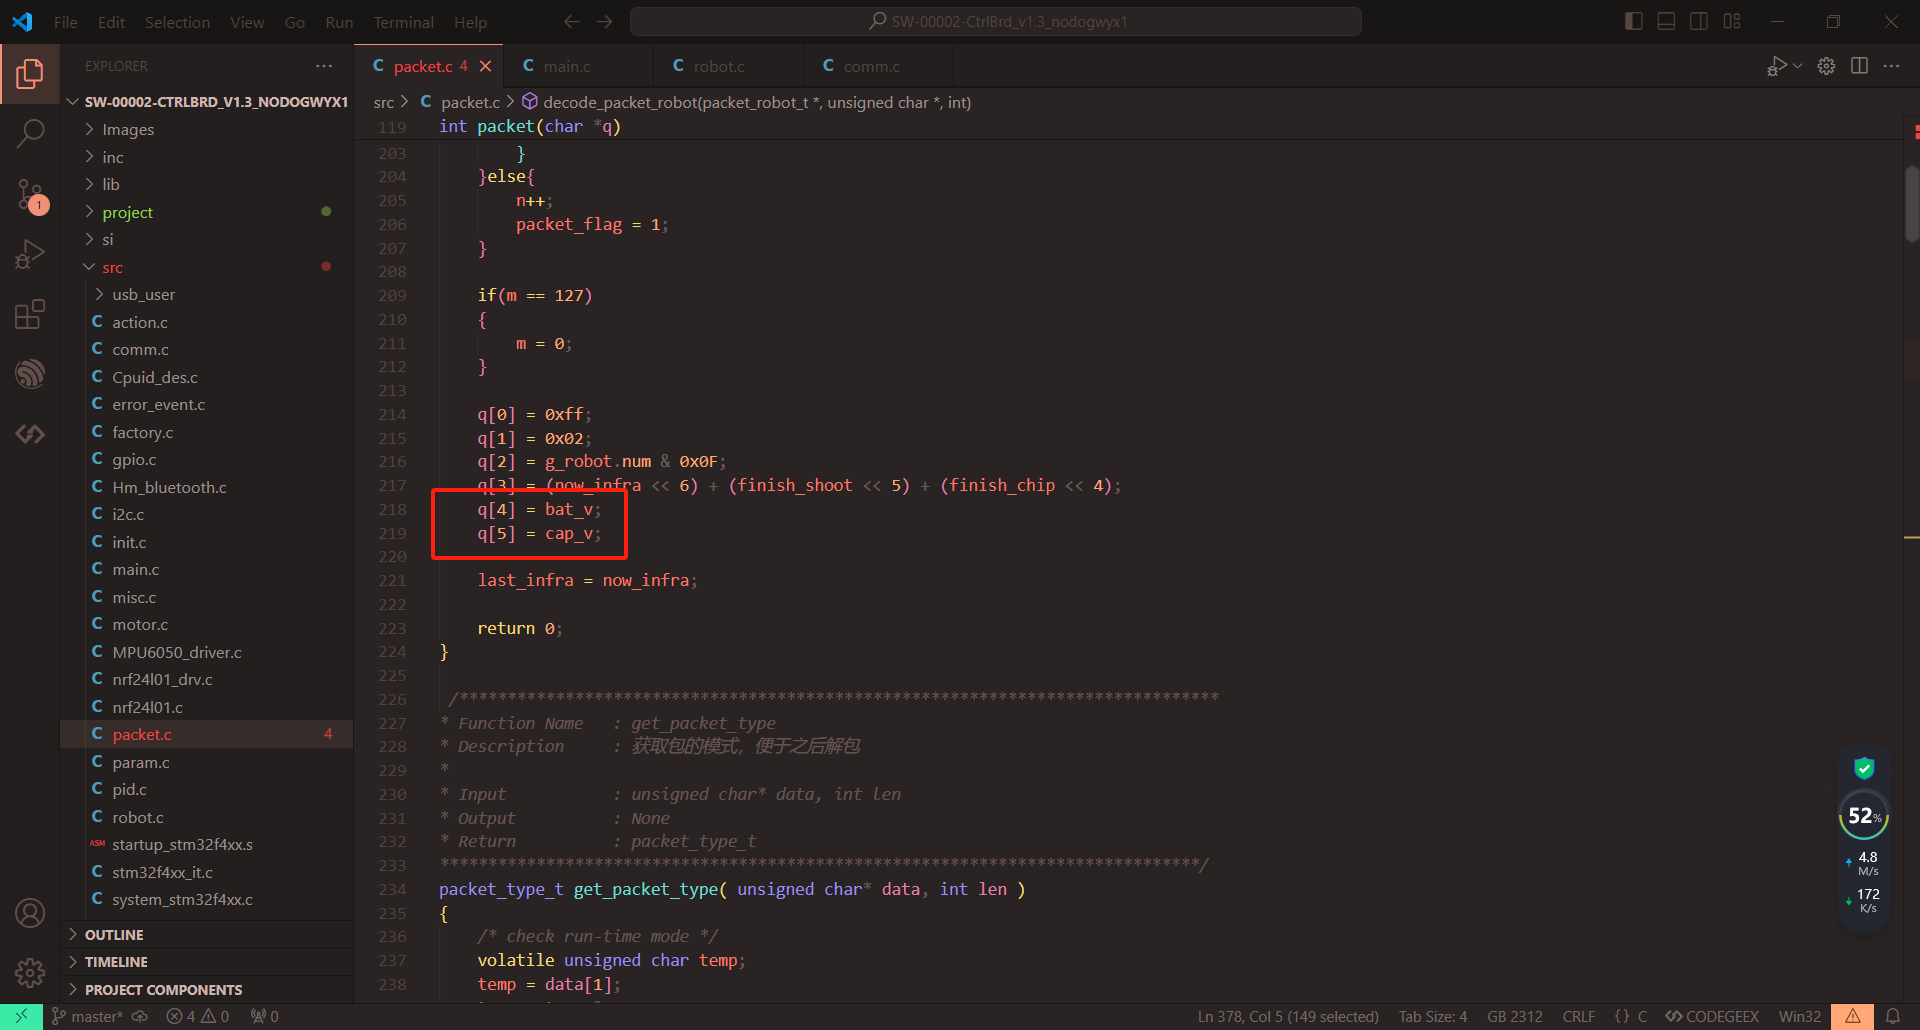 File Edit Selection View Go Run Terminal Help
SW-00002-CtrlBrd_v1.3_nodogwyx1
EXPLORER
SW-00002-CTRLBRD_V1.3_NODOGWYX1
Images
inc
lib
project
si
src
usb_user
action.c
comm.c
Cpuid_des.c
error_event.c
factory.c
gpio.c
Hm_bluetooth.c
i2c.c
init.c
main.c
misc.c
motor.c
MPU6050_driver.c
nrf24l01_drv.c
nrf24l01.c
packet.c 4
param.c
pid.c
robot.c
ASM startup_stm32f4xx.s
stm32f4xx_it.c
system_stm32f4xx.c
OUTLINE
TIMELINE
PROJECT COMPONENTS
1
C packet.c 4
C main.c
C robot.c
C comm.c
src > C packet.c > decode_packet_robot(packet_robot_t *, unsigned char *, int)
119 int packet(char *q)
203 }
204 }else{
205 n++;
206 packet_flag = 1;
207 }
208
209 if(m == 127)
210 {
211 m = 0;
212 }
213
214 q[0] = 0xff;
215 q[1] = 0x02;
216 q[2] = g_robot.num & 0x0F;
217 q[3] = (now_infra << 6) + (finish_shoot << 5) + (finish_chip << 4);
218 q[4] = bat_v;
219 q[5] = cap_v;
220
221 last_infra = now_infra;
222
223 return 0;
224 }
225
226 /*******************************************************************************
227 * Function Name : get_packet_type
228 * Description : 获取包的模式，便于之后解包
229 *
230 * Input : unsigned char* data, int len
231 * Output : None
232 * Return : packet_type_t
233 *******************************************************************************/
234 packet_type_t get_packet_type( unsigned char* data, int len )
235 {
236 /* check run-time mode */
237 volatile unsigned char temp;
238 temp = data[1];
52%
4.8
M/s
172
K/s
master* 4 0 0
Ln 378, Col 5 (149 selected) Tab Size: 4 GB 2312 CRLF {} C CODEGEEX Win32